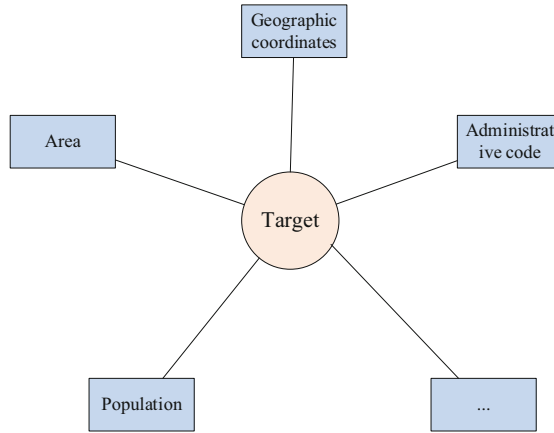 Geographic
coordinates
Area
Administrat
ive code
Target
Population
...